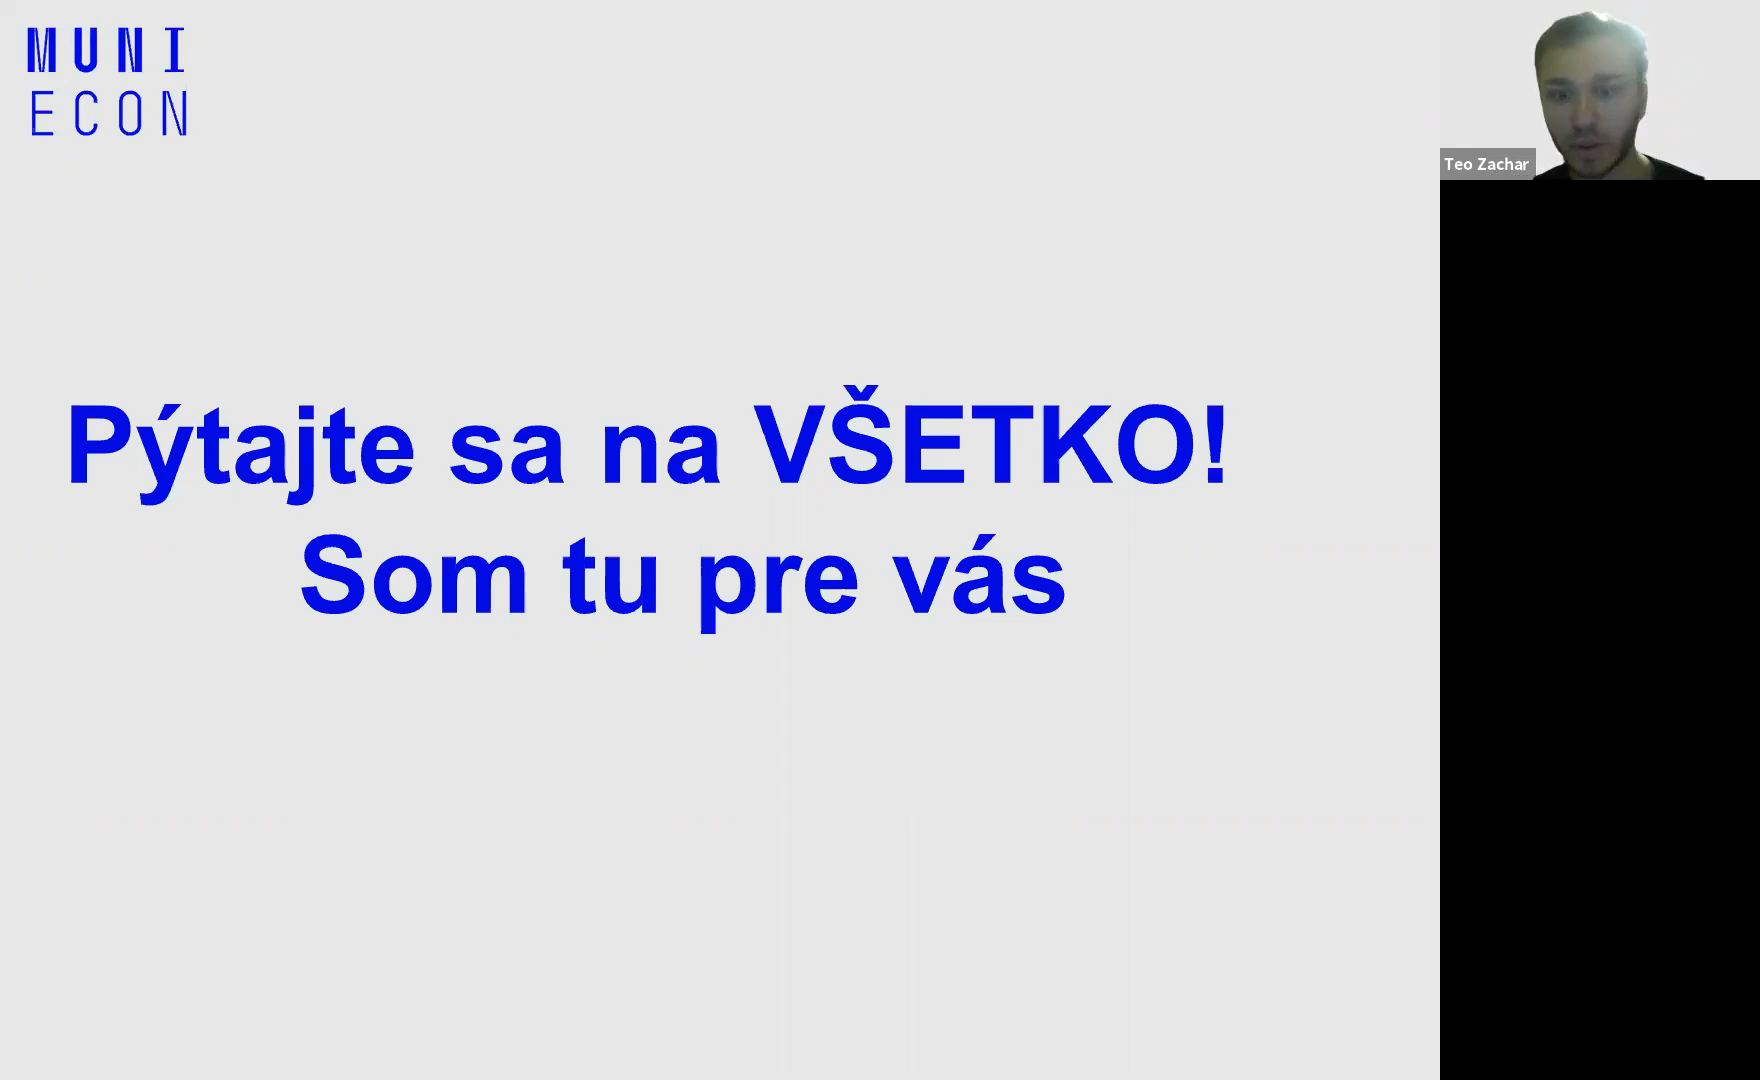 MUNI
ECON
Teo Zachar
Pýtajte sa na VŠETKO!
Som tu pre vás